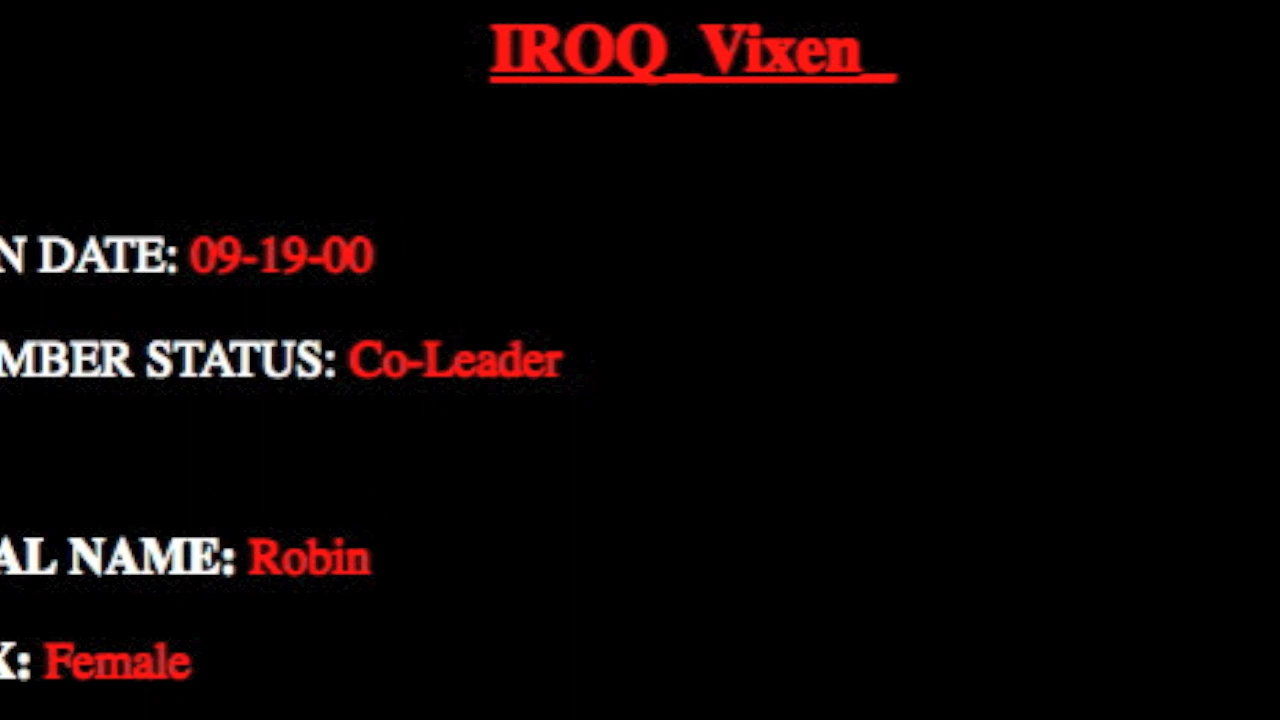 IROQ_Vixen_
N DATE: 09-19-00
MBER STATUS: Co-Leader
AL NAME: Robin
X: Female